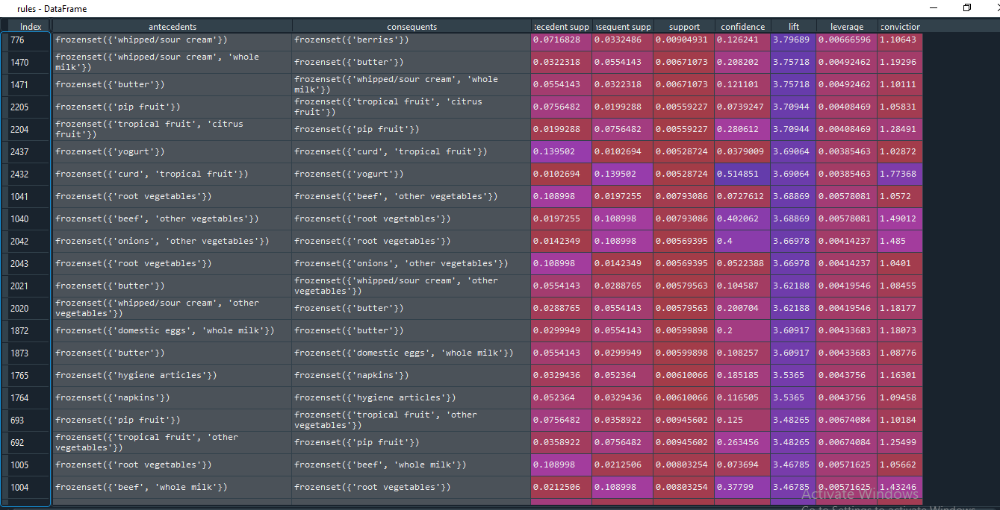 rules - DataFrame
Index antecedents consequents :ecedent supp nsequent supp support confidence lift leverage conviction
776 frozenset({'whipped/sour cream'}) frozenset({'berries'}) 0.0716828 0.0332486 0.00904931 0.126241 3.79689 0.00666596 1.10643
1470 frozenset({'whipped/sour cream', 'whole milk'}) frozenset({'butter'}) 0.0322318 0.0554143 0.00671073 0.208202 3.75718 0.00492462 1.19296
1471 frozenset({'butter'}) frozenset({'whipped/sour cream', 'whole milk'}) 0.0554143 0.0322318 0.00671073 0.121101 3.75718 0.00492462 1.10111
2205 frozenset({'pip fruit'}) frozenset({'tropical fruit', 'citrus fruit'}) 0.0756482 0.0199288 0.00559227 0.0739247 3.70944 0.00408469 1.05831
2204 frozenset({'tropical fruit', 'citrus fruit'}) frozenset({'pip fruit'}) 0.0199288 0.0756482 0.00559227 0.280612 3.70944 0.00408469 1.28491
2437 frozenset({'yogurt'}) frozenset({'curd', 'tropical fruit'}) 0.139502 0.0102694 0.00528724 0.0379009 3.69064 0.00385463 1.02872
2432 frozenset({'curd', 'tropical fruit'}) frozenset({'yogurt'}) 0.0102694 0.139502 0.00528724 0.514851 3.69064 0.00385463 1.77368
1041 frozenset({'root vegetables'}) frozenset({'beef', 'other vegetables'}) 0.108998 0.0197255 0.00793086 0.0727612 3.68869 0.00578081 1.0572
1040 frozenset({'beef', 'other vegetables'}) frozenset({'root vegetables'}) 0.0197255 0.108998 0.00793086 0.402062 3.68869 0.00578081 1.49012
2042 frozenset({'onions', 'other vegetables'}) frozenset({'root vegetables'}) 0.0142349 0.108998 0.00569395 0.4 3.66978 0.00414237 1.485
2043 frozenset({'root vegetables'}) frozenset({'onions', 'other vegetables'}) 0.108998 0.0142349 0.00569395 0.0522388 3.66978 0.00414237 1.0401
2021 frozenset({'butter'}) frozenset({'whipped/sour cream', 'other vegetables'}) 0.0554143 0.0288765 0.00579563 0.104587 3.62188 0.00419546 1.08455
2020 frozenset({'whipped/sour cream', 'other vegetables'}) frozenset({'butter'}) 0.0288765 0.0554143 0.00579563 0.200704 3.62188 0.00419546 1.18177
1872 frozenset({'domestic eggs', 'whole milk'}) frozenset({'butter'}) 0.0299949 0.0554143 0.00599898 0.2 3.60917 0.00433683 1.18073
1873 frozenset({'butter'}) frozenset({'domestic eggs', 'whole milk'}) 0.0554143 0.0299949 0.00599898 0.108257 3.60917 0.00433683 1.08776
1765 frozenset({'hygiene articles'}) frozenset({'napkins'}) 0.0329436 0.052364 0.00610066 0.185185 3.5365 0.0043756 1.16301
1764 frozenset({'napkins'}) frozenset({'hygiene articles'}) 0.052364 0.0329436 0.00610066 0.116505 3.5365 0.0043756 1.09458
693 frozenset({'pip fruit'}) frozenset({'tropical fruit', 'other vegetables'}) 0.0756482 0.0358922 0.00945602 0.125 3.48265 0.00674084 1.10184
692 frozenset({'tropical fruit', 'other vegetables'}) frozenset({'pip fruit'}) 0.0358922 0.0756482 0.00945602 0.263456 3.48265 0.00674084 1.25499
1005 frozenset({'root vegetables'}) frozenset({'beef', 'whole milk'}) 0.108998 0.0212506 0.00803254 0.073694 3.46785 0.00571625 1.05662
1004 frozenset({'beef', 'whole milk'}) frozenset({'root vegetables'}) 0.0212506 0.108998 0.00803254 0.37799 3.46785 0.00571625 1.43246
Activate Windows
Go to Settings to activate Windows.